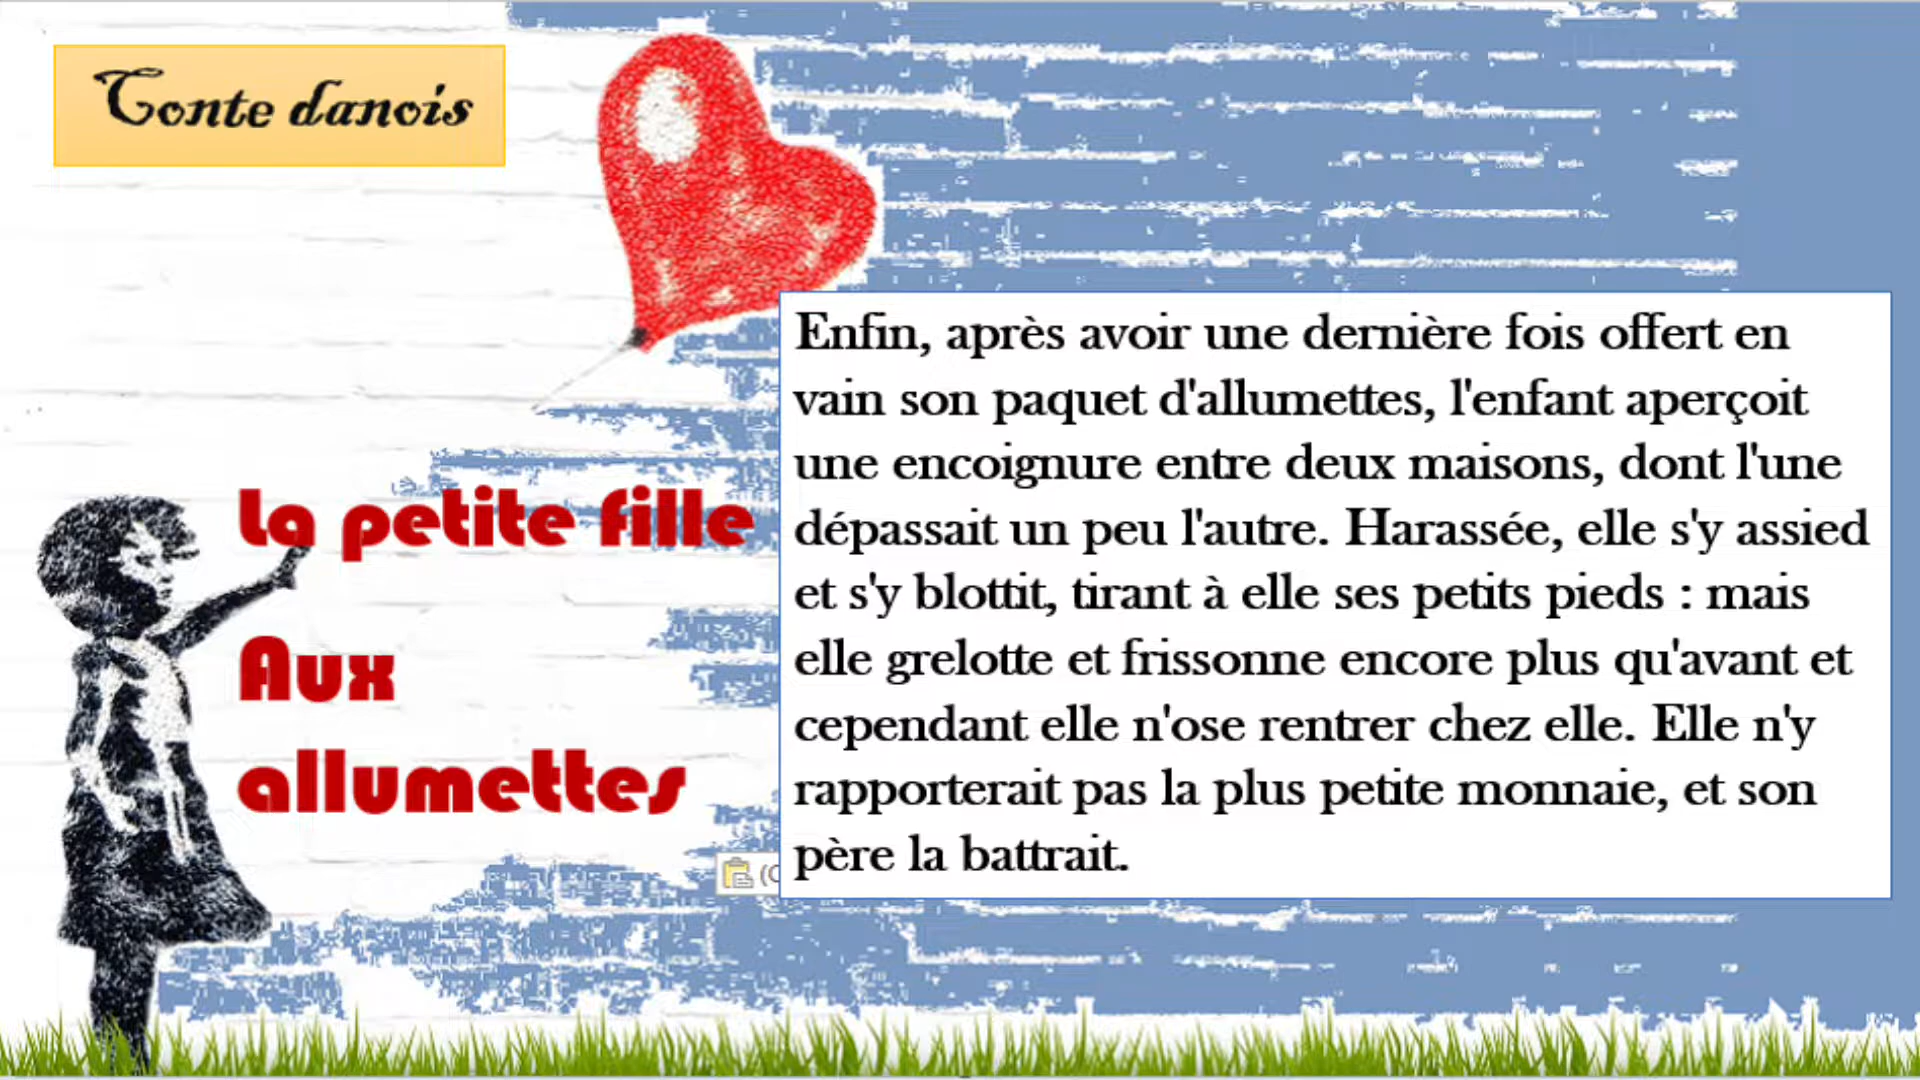 Conte danois
La petite fille
Aux
allumettes
Enfin, après avoir une dernière fois offert en
vain son paquet d'allumettes, l'enfant aperçoit
une encoignure entre deux maisons, dont l'une
dépassait un peu l'autre. Harassée, elle s'y assied
et s'y blottit, tirant à elle ses petits pieds : mais
elle grelotte et frissonne encore plus qu'avant et
cependant elle n'ose rentrer chez elle. Elle n'y
rapporterait pas la plus petite monnaie, et son
père la battrait.